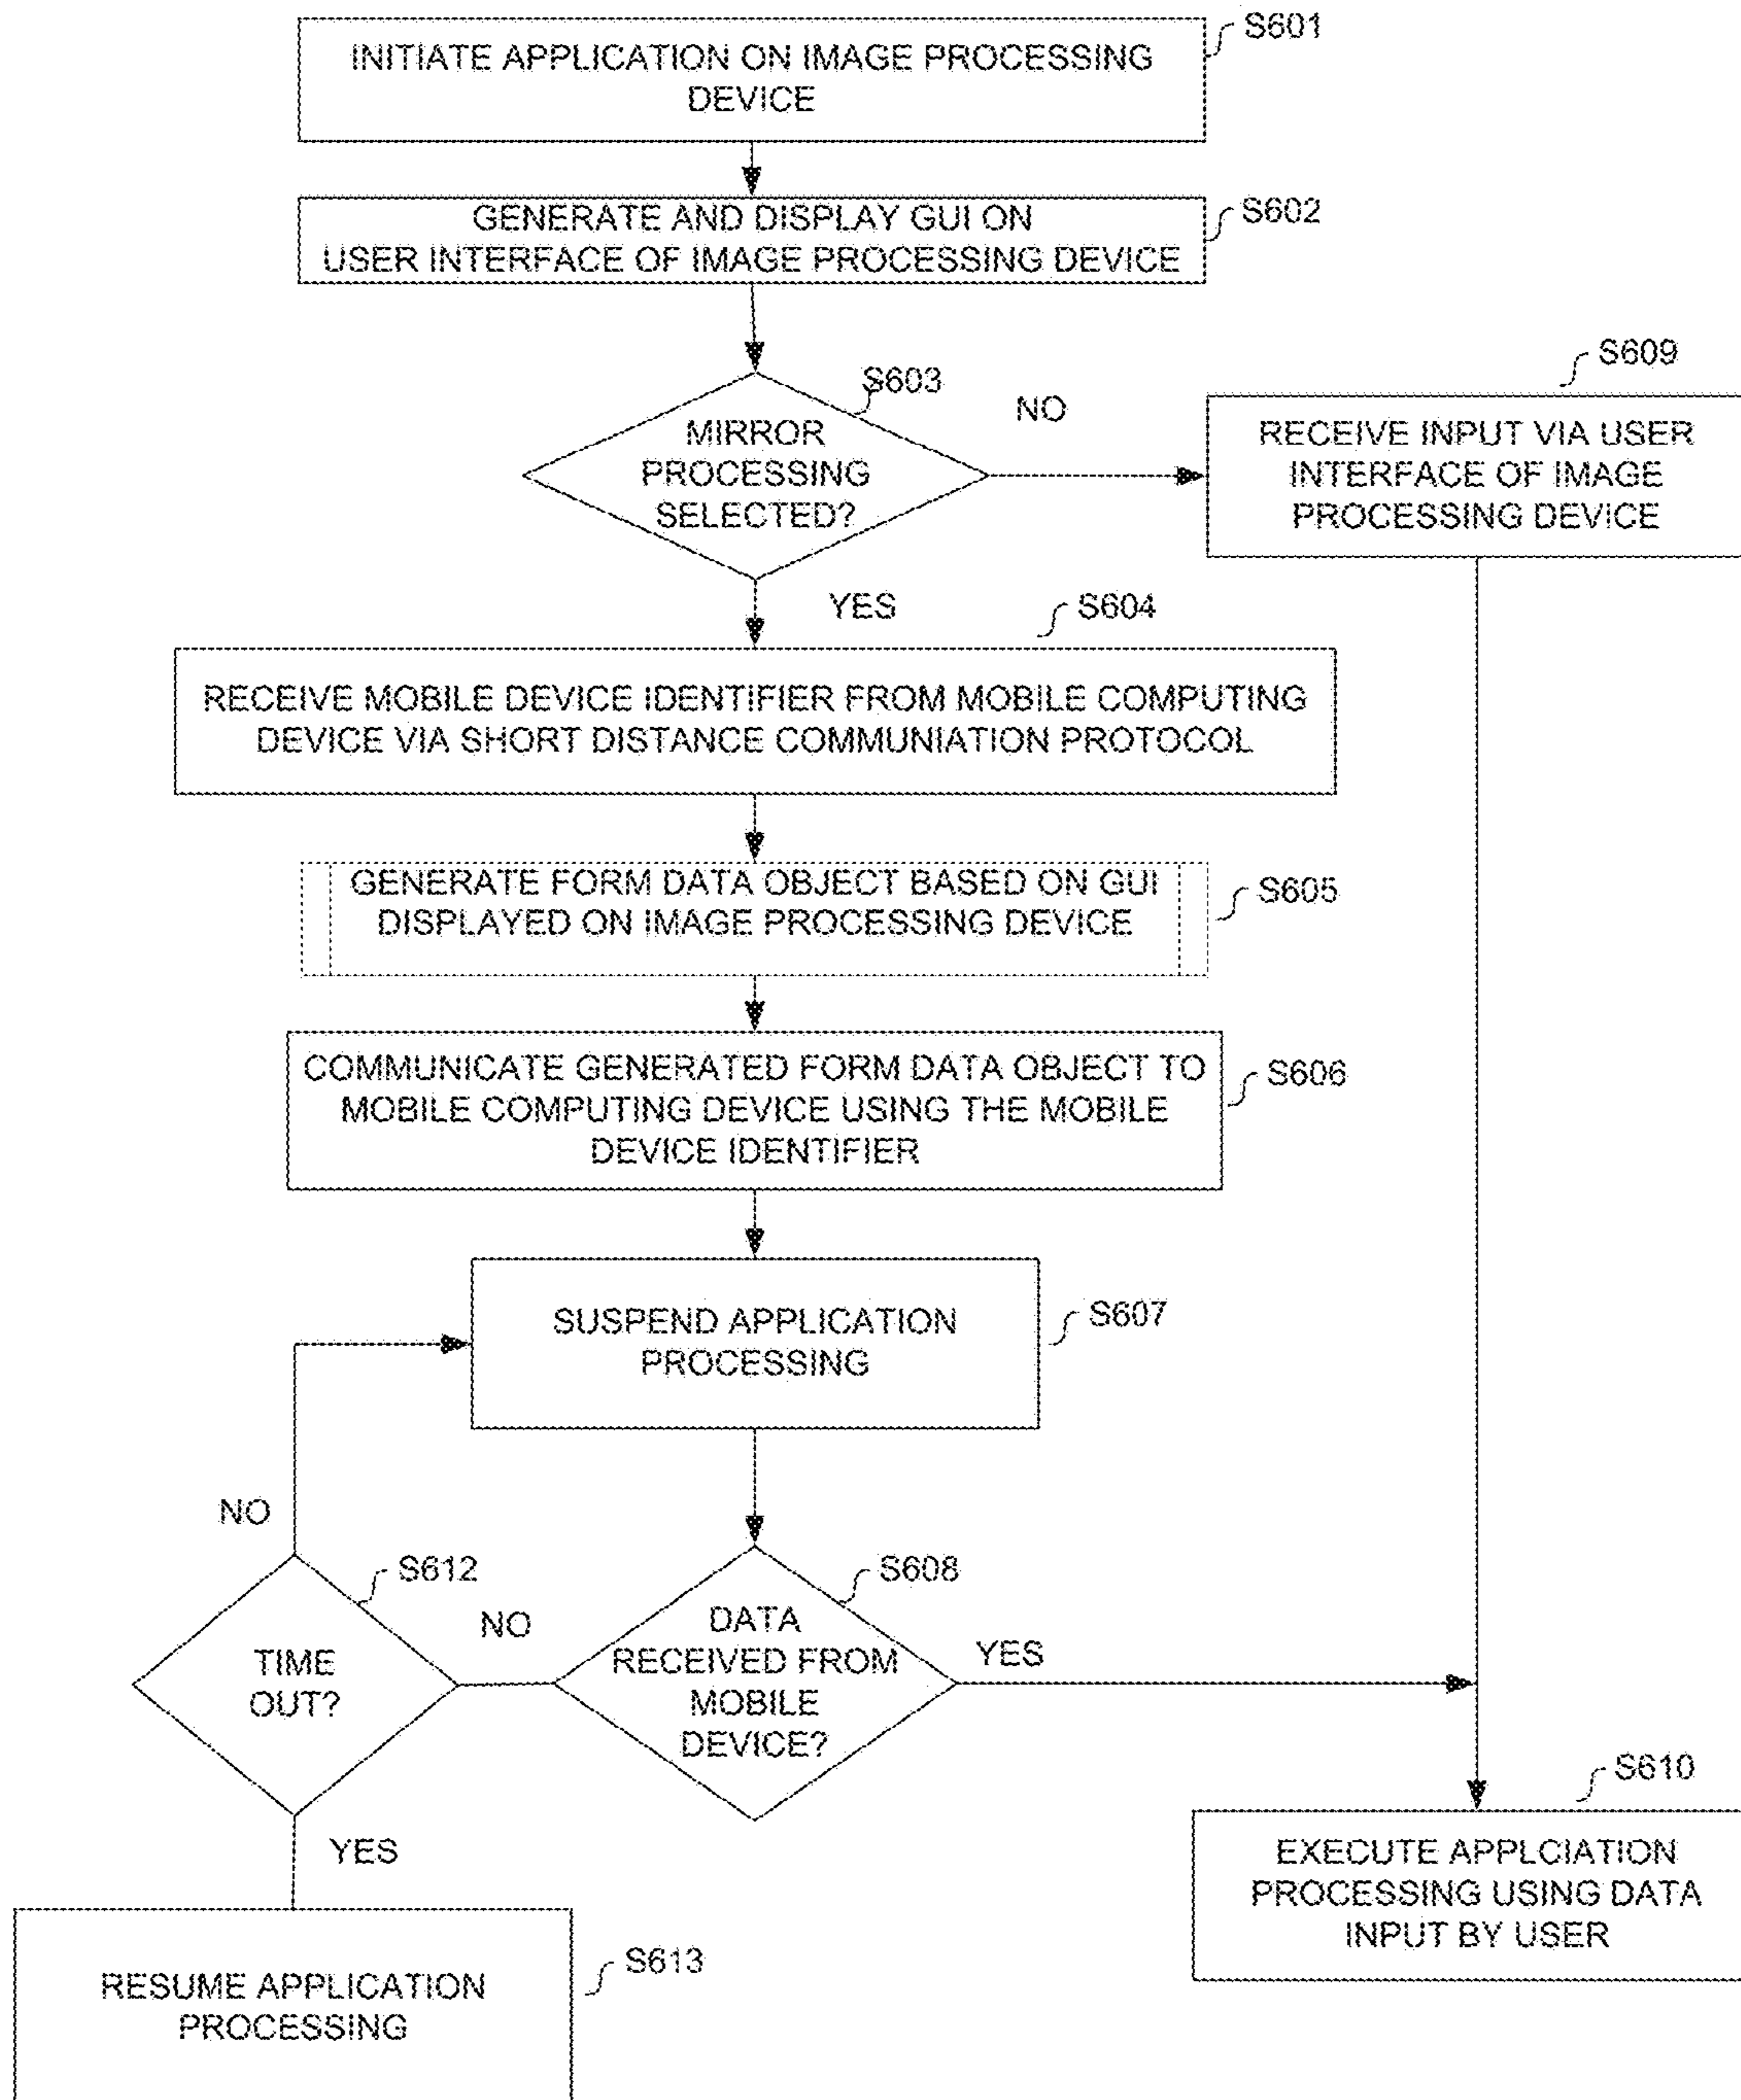 S601
INITIATE APPLICATION ON IMAGE PROCESSING
DEVICE
S602
GENERATE AND DISPLAY GUI ON
USER INTERFACE OF IMAGE PROCESSING DEVICE
S603
MIRROR
PROCESSING
SELECTED?
NO
S609
RECEIVE INPUT VIA USER
INTERFACE OF IMAGE
PROCESSING DEVICE
YES
S604
RECEIVE MOBILE DEVICE IDENTIFIER FROM MOBILE COMPUTING
DEVICE VIA SHORT DISTANCE COMMUNIATION PROTOCOL
GENERATE FORM DATA OBJECT BASED ON GUI
DISPLAYED ON IMAGE PROCESSING DEVICE
S605
COMMUNICATE GENERATED FORM DATA OBJECT TO
MOBILE COMPUTING DEVICE USING THE MOBILE
DEVICE IDENTIFIER
S606
SUSPEND APPLICATION
PROCESSING
S607
NO
S612
TIME
OUT?
NO
S608
DATA
RECEIVED FROM
MOBILE
DEVICE?
YES
YES
S610
EXECUTE APPLCIATION
PROCESSING USING DATA
INPUT BY USER
RESUME APPLICATION
PROCESSING
S613